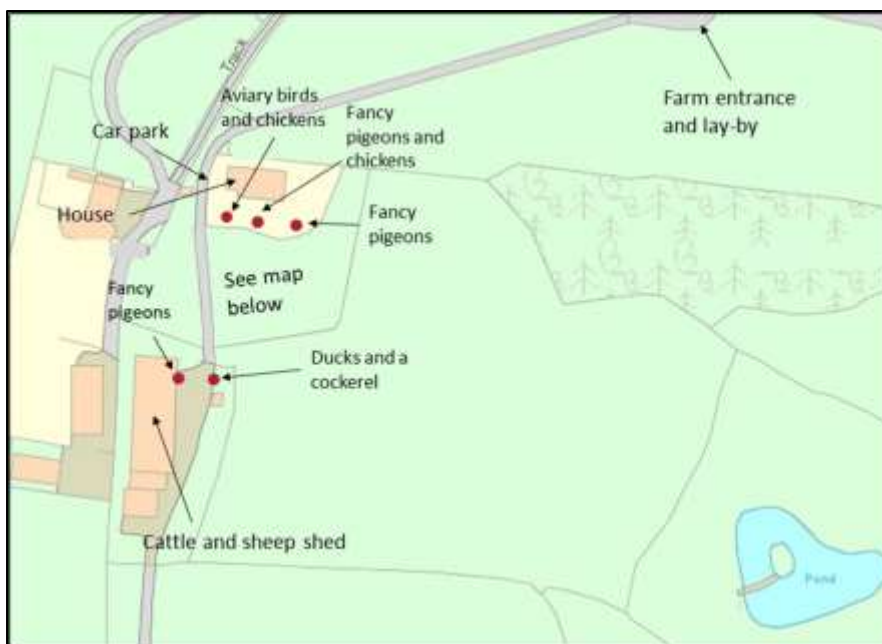 Track
Aviary birds
and chickens
Fancy
pigeons and
chickens
Farm entrance
and lay-by
Car park
House
Fancy
pigeons
See map
below
Fancy
pigeons
Ducks and a
cockerel
Cattle and sheep shed
Pond